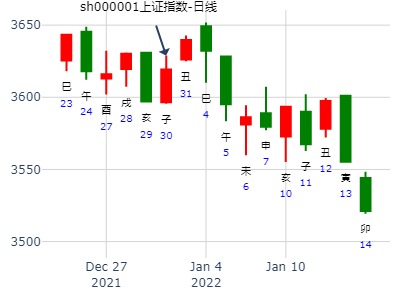 sh000001上证指数-日线
3650
3600
3550
3500
巳
23
午
24
酉
27
戌
28
亥
29
子
30
丑
31
巳
4
午
5
未
6
申
7
亥
10
子
11
丑
12
寅
13
卯
14
Dec 27
2021
Jan 4
2022
Jan 10